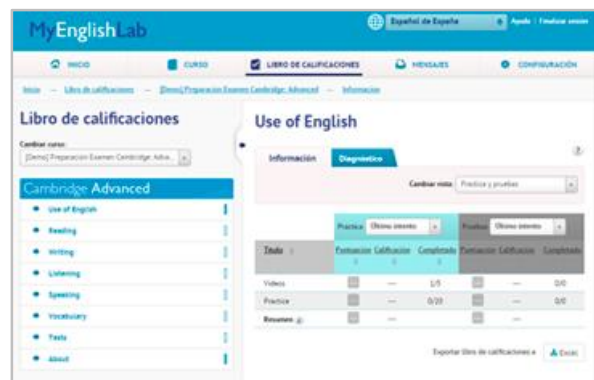 MyEnglishLab
Español de España
Ayuda | Finalizar sesión
INICIO
CURSO
LIBRO DE CALIFICACIONES
MENSAJES
CONFIGURACIÓN
Inicio — Libro de calificaciones — [Demo] Preparación Examen Cambridge: Advanced — Información
Libro de calificaciones
Cambiar curso:
[Demo] Preparación Examen Cambridge: Adva...
Cambridge Advanced
Use of English
Reading
Writing
Listening
Speaking
Vocabulary
Tests
About
Use of English
Información
Diagnóstico
?
Cambiar vista: Práctica y pruebas
Práctica Último intento Pruebas Último intento
Título Puntuación Calificación Completado Puntuación Calificación Completado
Videos — 1/5 — 0/0
Practice — 0/20 — 0/0
Resumen — —
Exportar libro de calificaciones a Excel